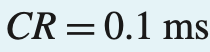 CR = 0.1 ms